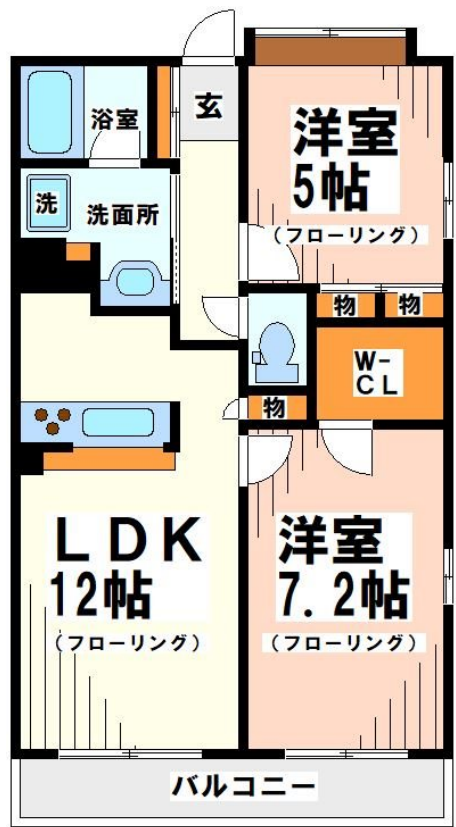 浴室
玄
洋室
5帖
(フローリング)
洗
洗面所
物
物
W-
CL
物
LDK
12帖
(フローリング)
洋室
7.2帖
(フローリング)
バルコニー